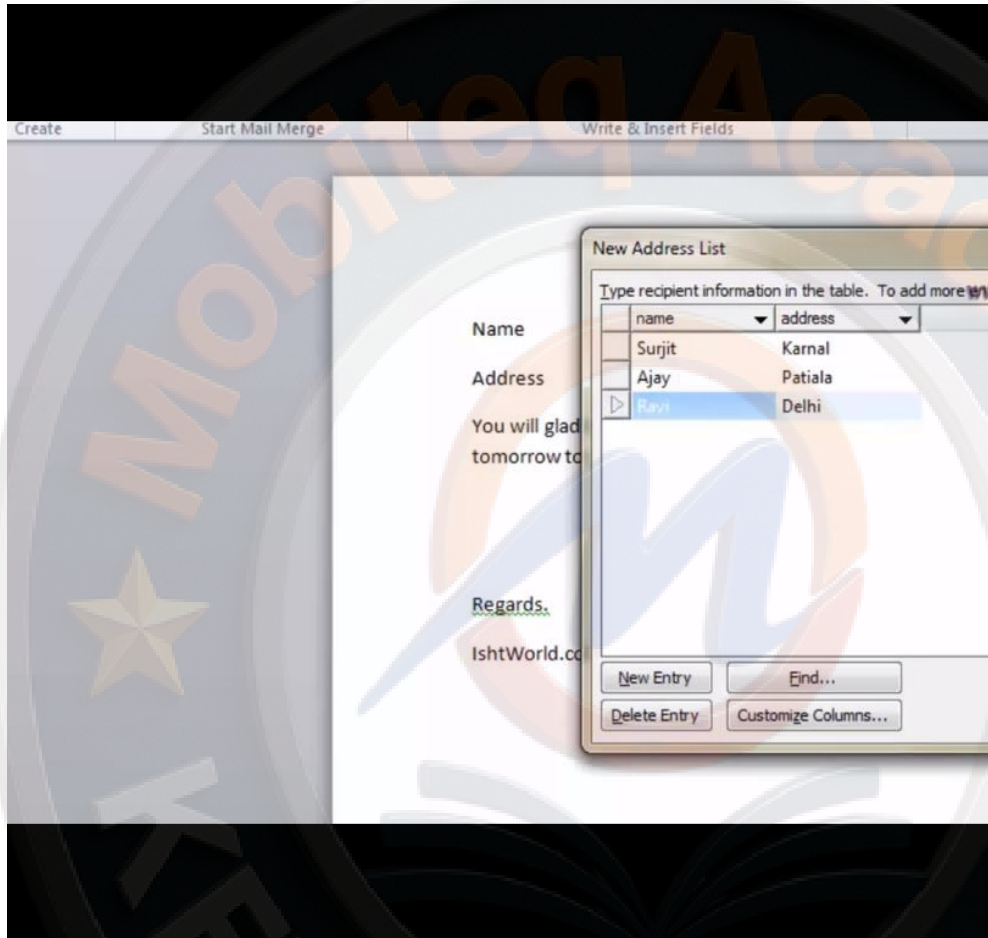 Mobiteq Aca
Create Start Mail Merge Write & Insert Fields
New Address List
Type recipient information in the table. To add more
name address
Surjit Karnal
Ajay Patiala
Ravi Delhi
Name
Address
You will glad
tomorrow to
Regards.
IshtWorld.co
New Entry Find...
Delete Entry Customize Columns...